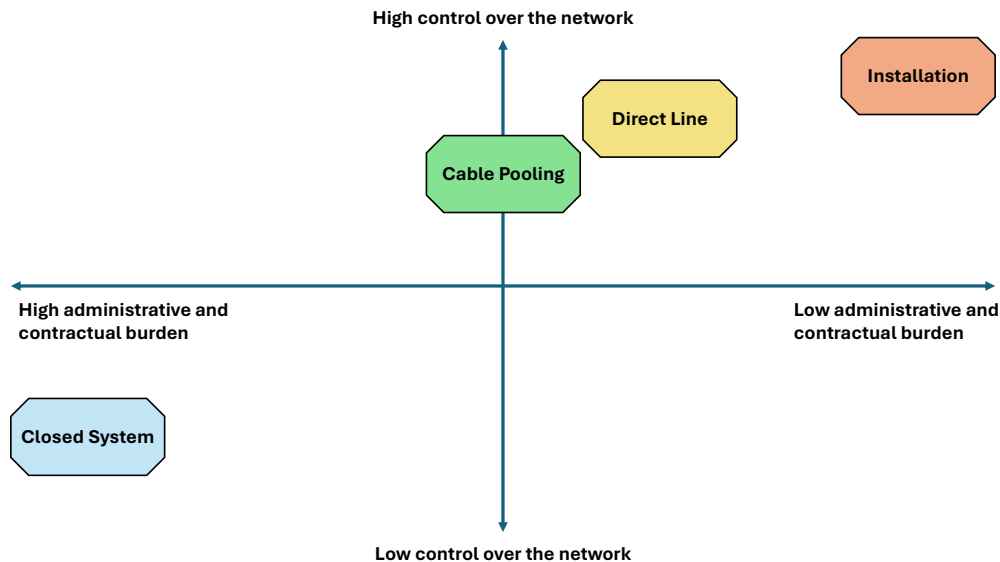 High control over the network
Installation
Direct Line
Cable Pooling
High administrative and
contractual burden
Low administrative and
contractual burden
Closed System
Low control over the network